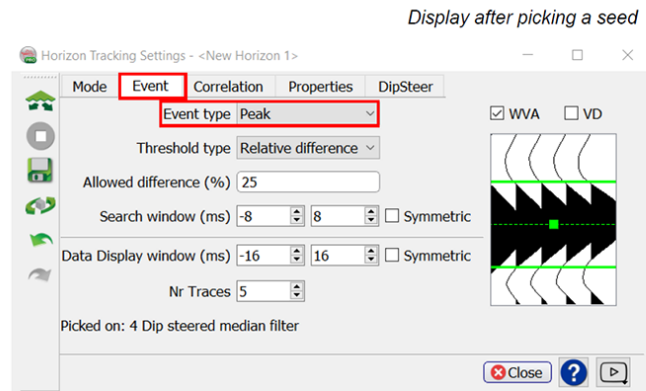 Display after picking a seed
Horizon Tracking Settings - <New Horizon 1>
Mode Event Correlation Properties DipSteer
Event type Peak
WVA VD
Threshold type Relative difference
Allowed difference (%) 25
Search window (ms) -8 8 Symmetric
Data Display window (ms) -16 16 Symmetric
Nr Traces 5
Picked on: 4 Dip steered median filter
Close ?